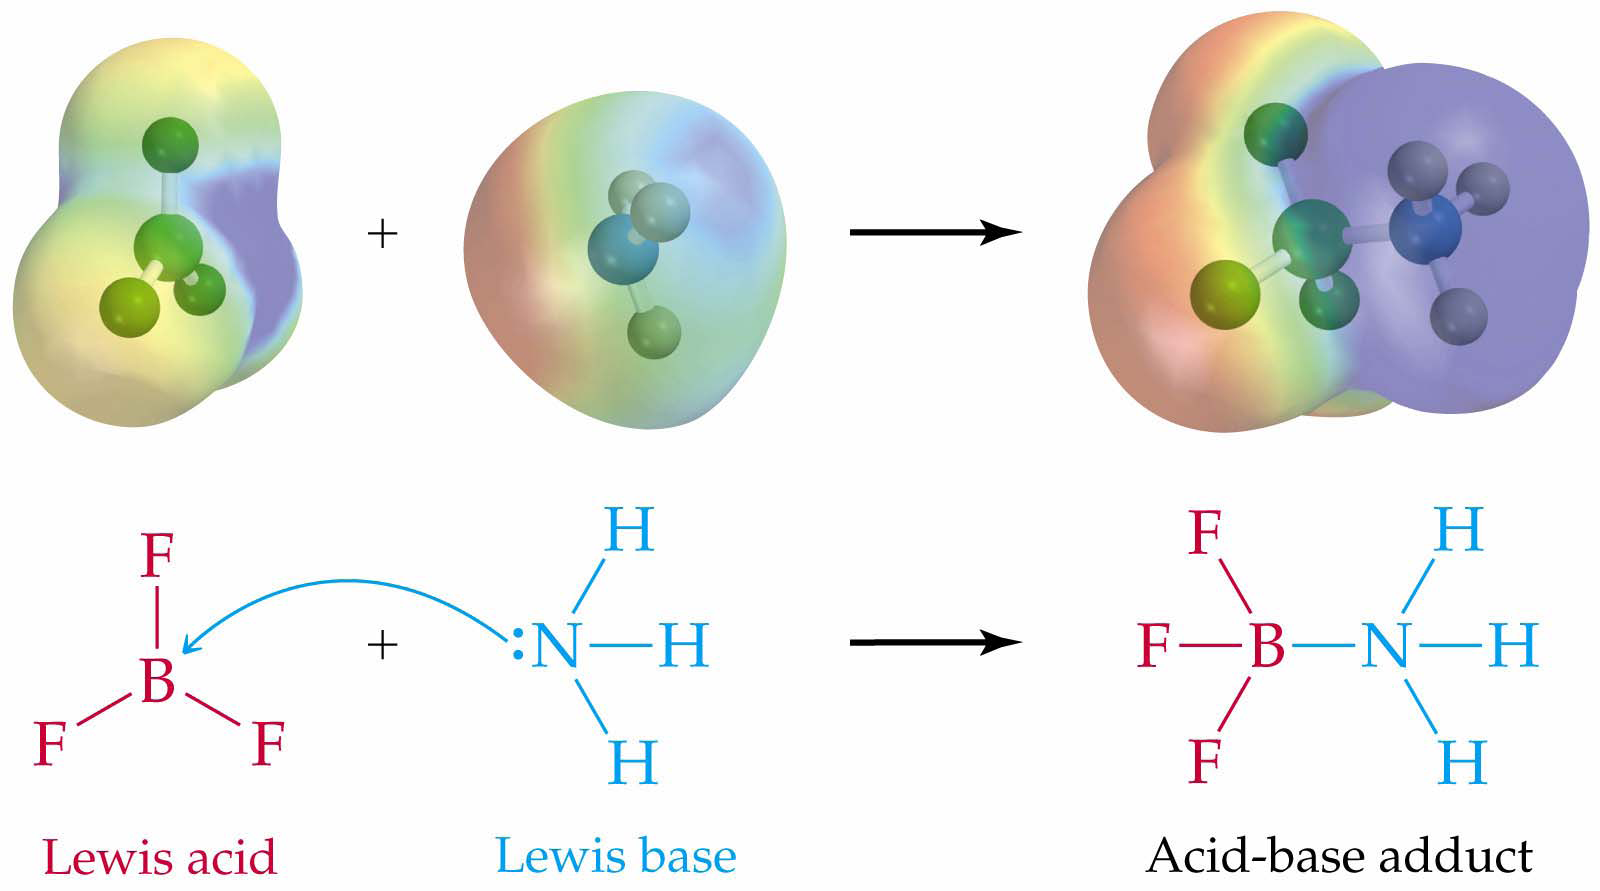 +
F
B
F
F
+
H
:N—H
H
F
F—B—N—H
H
F
H
H
Lewis acid
Lewis base
Acid-base adduct